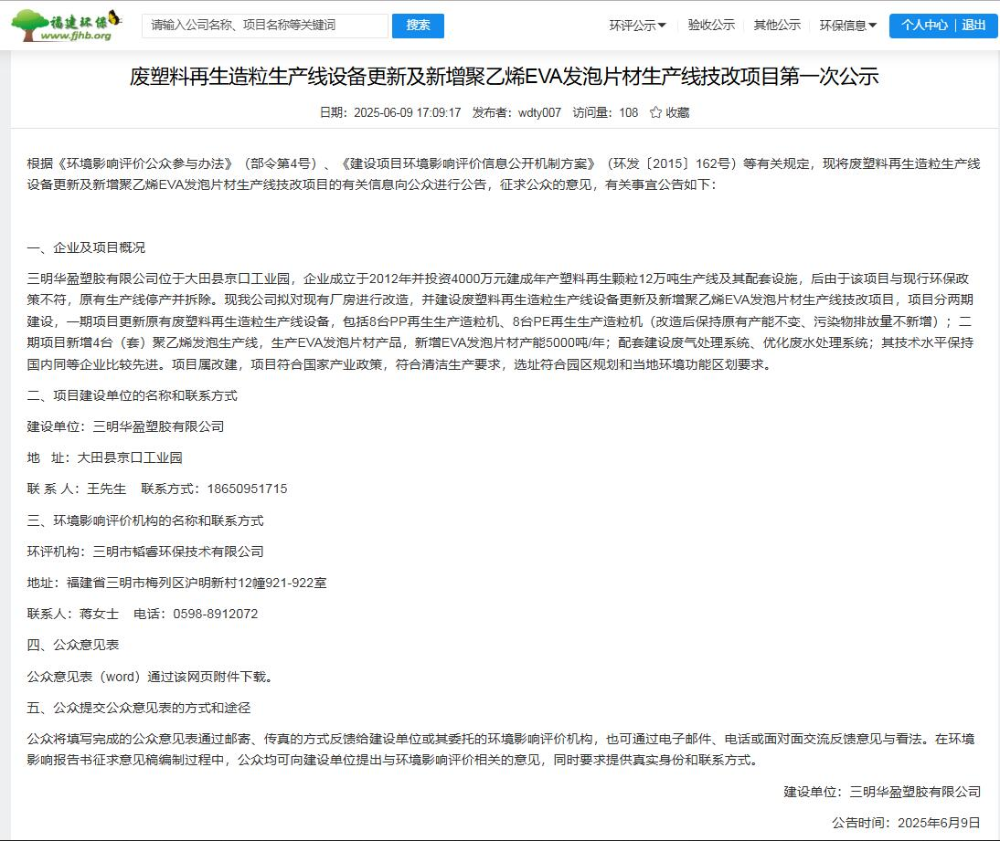 福建环保
www.fjhb.org
请输入公司名称、项目名称等关键词
搜索
环评公示 验收公示 其他公示 环保信息 个人中心 | 退出
废塑料再生造粒生产线设备更新及新增聚乙烯EVA发泡片材生产线技改项目第一次公示
日期：2025-06-09 17:09:17 发布者：wdty007 访问量：108 ☆ 收藏
根据《环境影响评价公众参与办法》（部令第4号）、《建设项目环境影响评价信息公开机制方案》（环发〔2015〕162号）等有关规定，现将废塑料再生造粒生产线
设备更新及新增聚乙烯EVA发泡片材生产线技改项目的有关信息向公众进行公告，征求公众的意见，有关事宜公告如下：
一、企业及项目概况
三明华盈塑胶有限公司位于大田县京口工业园，企业成立于2012年并投资4000万元建成年产塑料再生颗粒12万吨生产线及其配套设施，后由于该项目与现行环保政
策不符，原有生产线停产并拆除。现我公司拟对现有厂房进行改造，并建设废塑料再生造粒生产线设备更新及新增聚乙烯EVA发泡片材生产线技改项目，项目分两期
建设，一期项目更新原有废塑料再生造粒生产线设备，包括8台PP再生生产造粒机、8台PE再生生产造粒机（改造后保持原有产能不变、污染物排放量不新增）；二
期项目新增4台（套）聚乙烯发泡生产线，生产EVA发泡片材产品，新增EVA发泡片材产能5000吨/年；配套建设废气处理系统、优化废水处理系统；其技术水平保持
国内同等企业比较先进。项目属改建，项目符合国家产业政策，符合清洁生产要求，选址符合园区规划和当地环境功能区划要求。
二、项目建设单位的名称和联系方式
建设单位：三明华盈塑胶有限公司
地 址：大田县京口工业园
联 系 人：王先生 联系方式：18650951715
三、环境影响评价机构的名称和联系方式
环评机构：三明市韬睿环保技术有限公司
地址：福建省三明市梅列区沪明新村12幢921-922室
联系人：蒋女士 电话：0598-8912072
四、公众意见表
公众意见表（word）通过该网页附件下载。
五、公众提交公众意见表的方式和途径
公众将填写完成的公众意见表通过邮寄、传真的方式反馈给建设单位或其委托的环境影响评价机构，也可通过电子邮件、电话或面对面交流反馈意见与看法。在环境
影响报告书征求意见稿编制过程中，公众均可向建设单位提出与环境影响评价相关的意见，同时要求提供真实身份和联系方式。
建设单位：三明华盈塑胶有限公司
公告时间：2025年6月9日